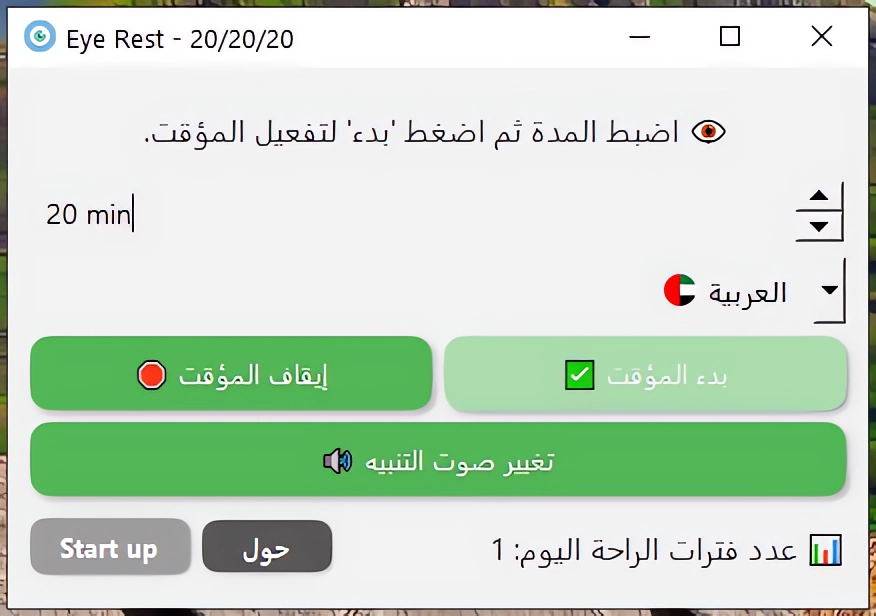 Eye Rest - 20/20/20
اضبط المدة ثم اضغط 'بدء' لتفعيل المؤقت.
20 min
العربية
بدء المؤقت
إيقاف المؤقت
تغيير صوت التنبيه
عدد فترات الراحة اليوم: 1
حول
Start up